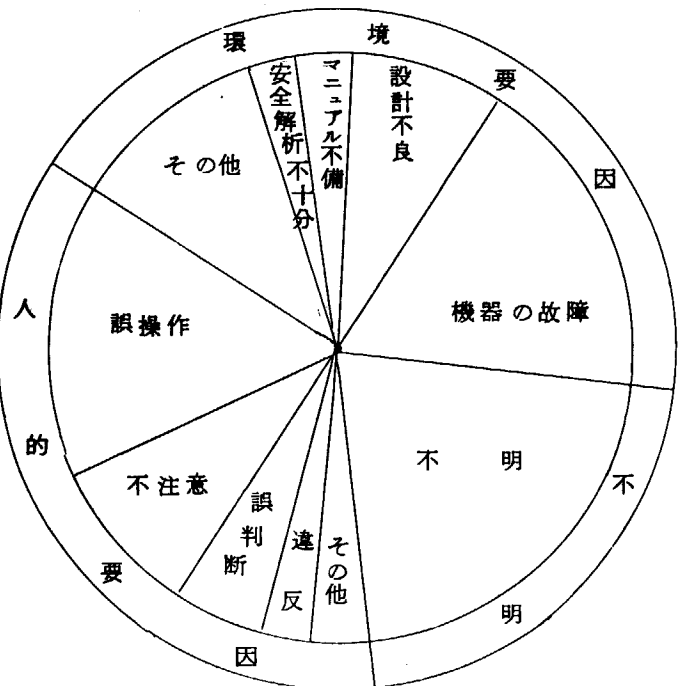 環境要因
設計不良
マニュアル不備
安全解析不十分
その他
機器の故障
人的要因
誤操作
不注意
誤判断
違反
その他
不明
不明